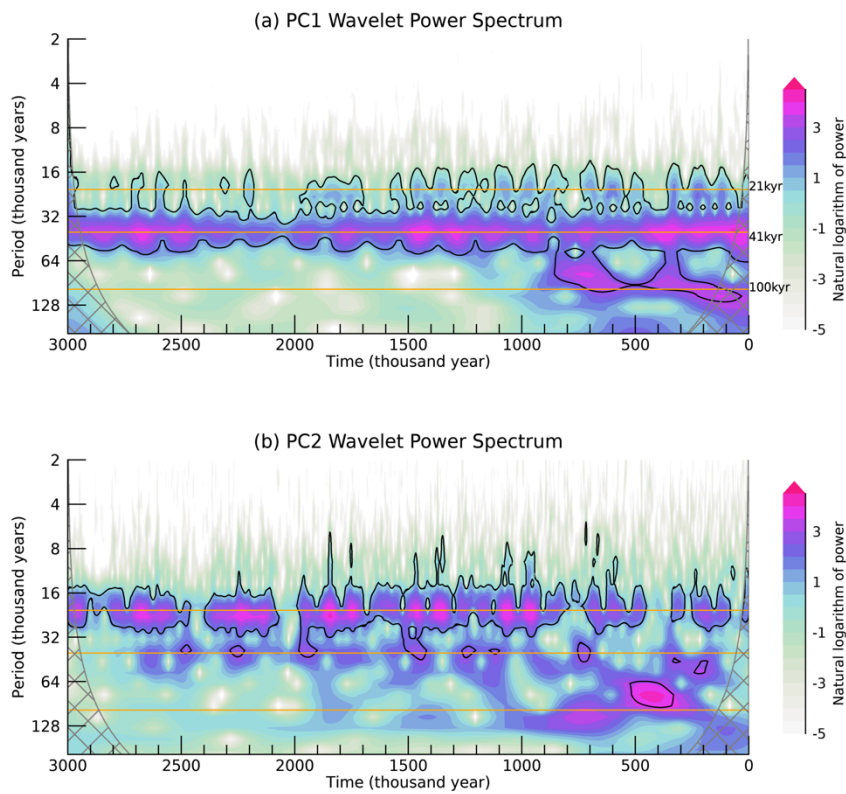 (a) PC1 Wavelet Power Spectrum
Period (thousand years)
2
4
8
16
32
64
128
21kyr
41kyr
100kyr
3000 2500 2000 1500 1000 500 0
Time (thousand year)
3
1
-1
-3
-5
Natural logarithm of power
(b) PC2 Wavelet Power Spectrum
Period (thousand years)
2
4
8
16
32
64
128
3000 2500 2000 1500 1000 500 0
Time (thousand year)
3
1
-1
-3
-5
Natural logarithm of power